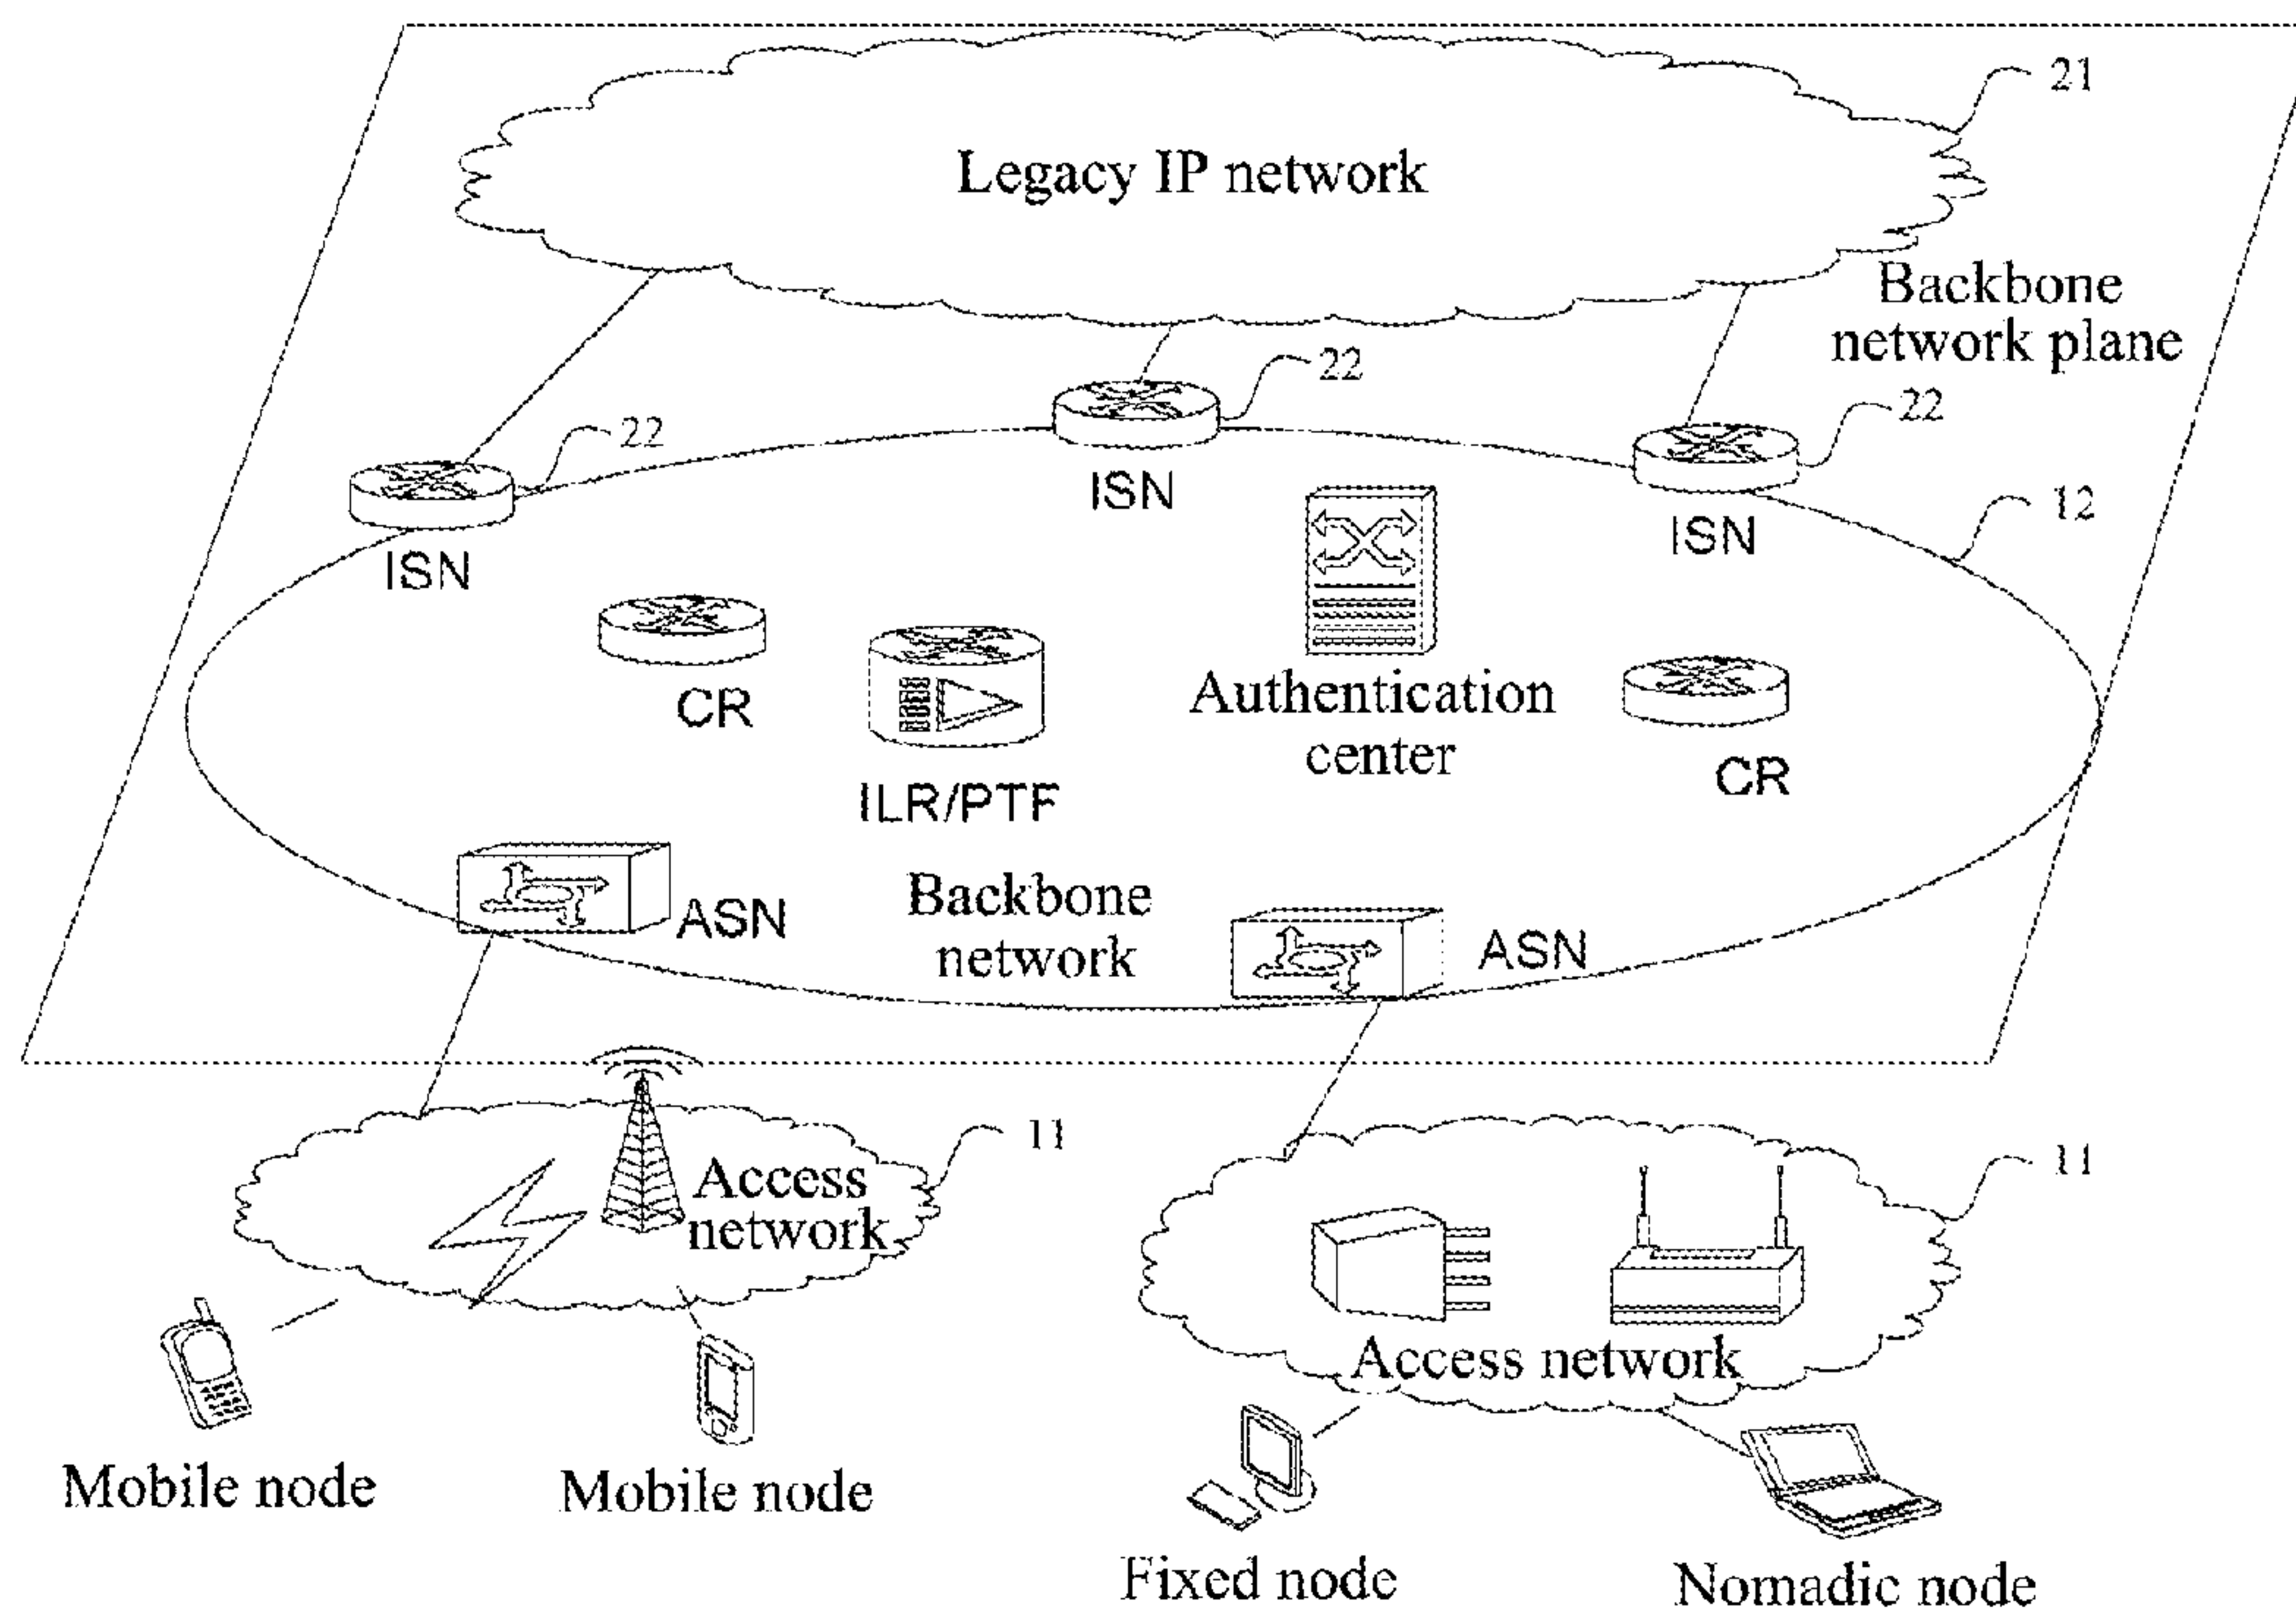 21
Legacy IP network
Backbone
network plane
22
22
22
ISN
ISN
ISN
12
CR
Authentication
center
CR
ILR/PTF
ASN
Backbone
network
ASN
11
Access
network
11
Access network
Mobile node
Mobile node
Fixed node
Nomadic node